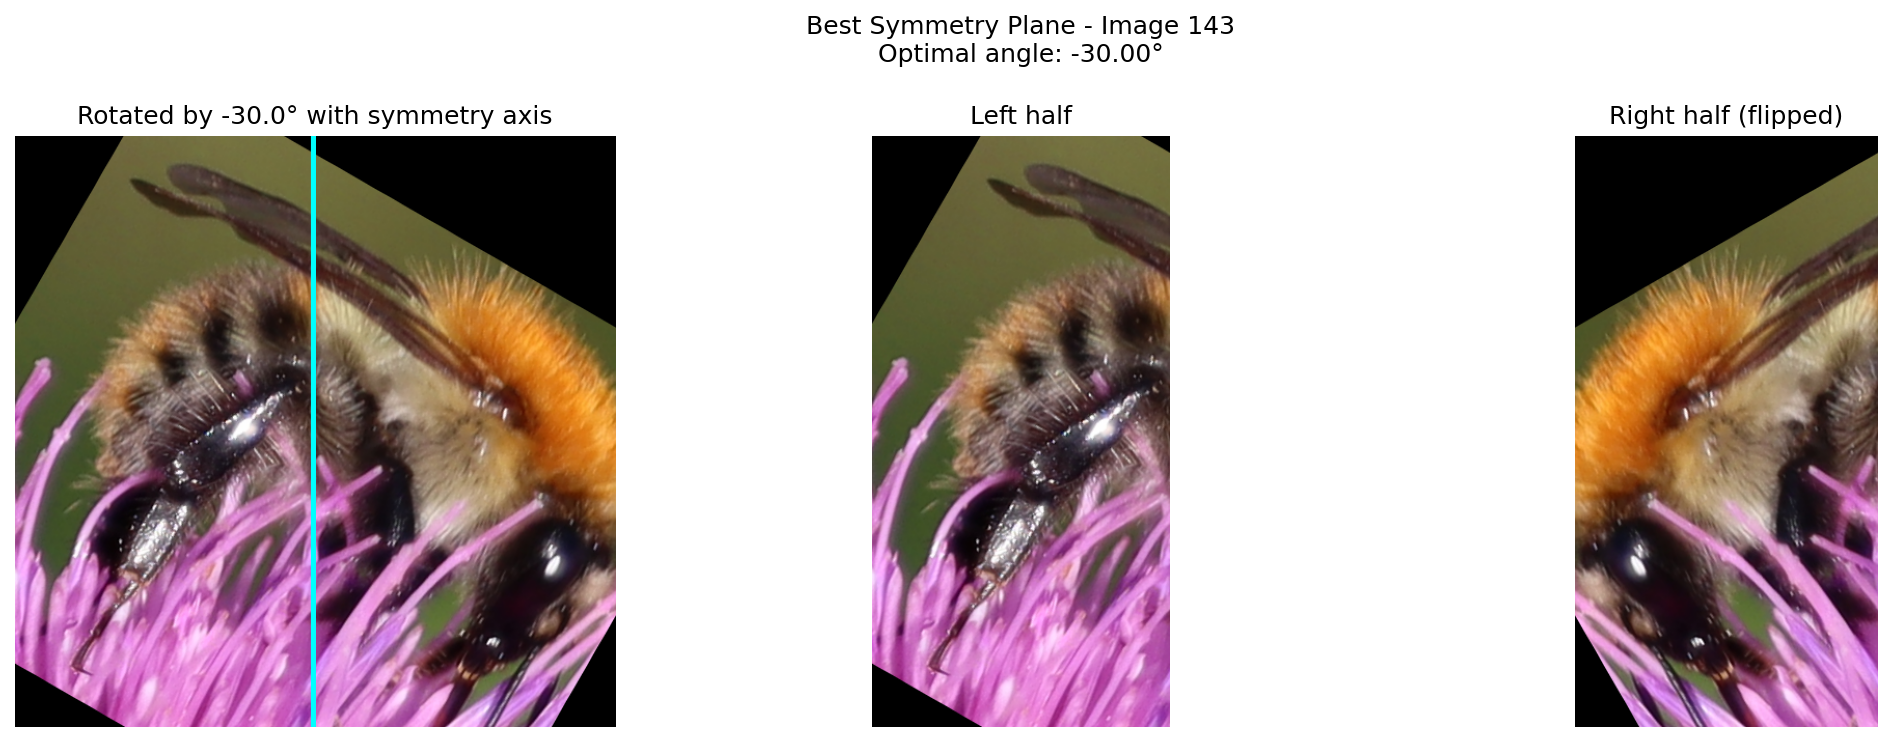 Best Symmetry Plane - Image 143
Optimal angle: -30.00°
Rotated by -30.0° with symmetry axis
Left half
Right half (flipped)